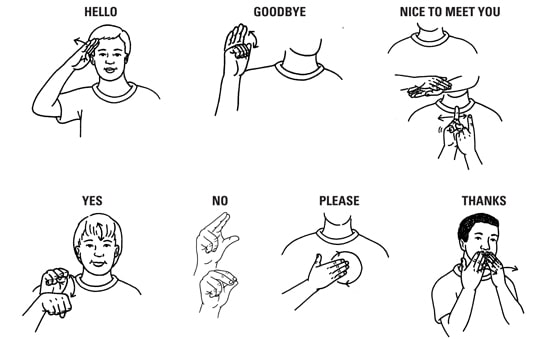 HELLO
GOODBYE
NICE TO MEET YOU
YES
NO
PLEASE
THANKS